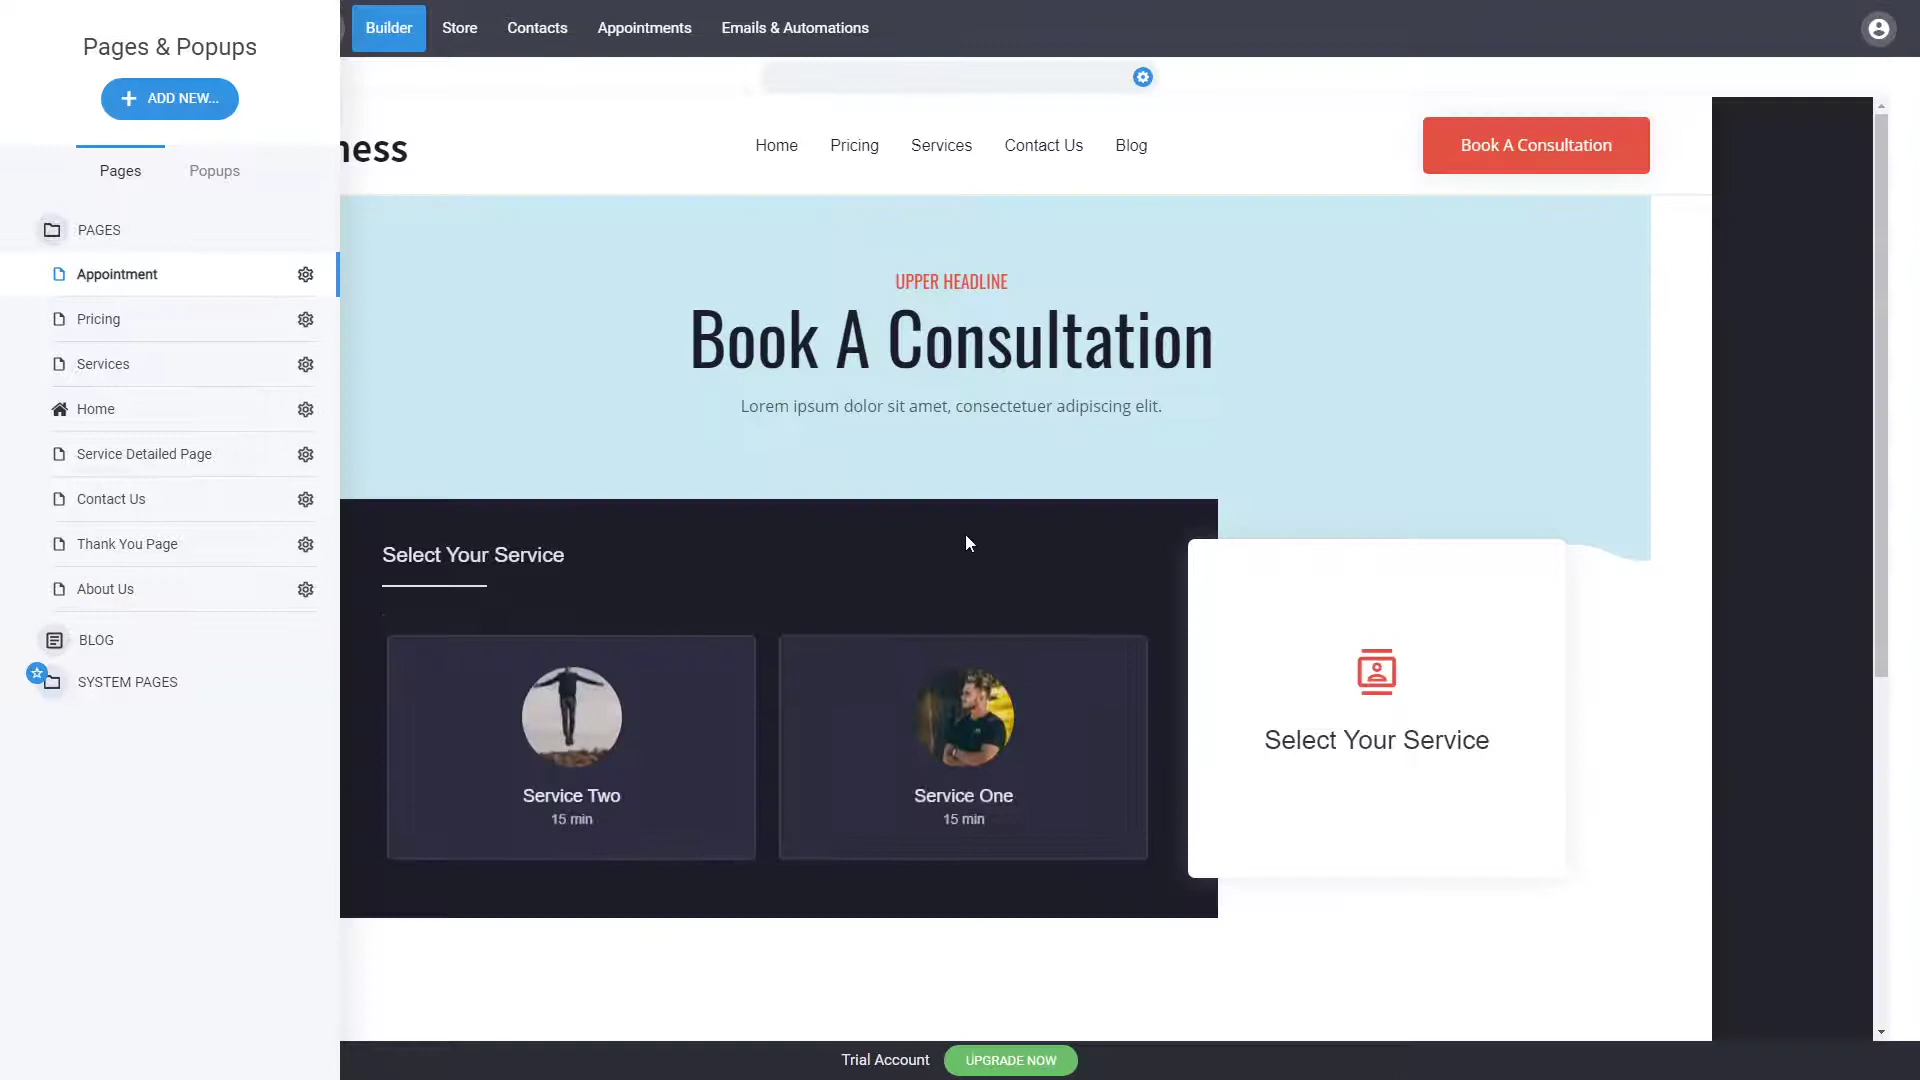 Pages & Popups
ADD NEW...
Pages
Popups
PAGES
Appointment
Pricing
Services
Home
Service Detailed Page
Contact Us
Thank You Page
About Us
BLOG
SYSTEM PAGES
Builder
Store
Contacts
Appointments
Emails & Automations
ness
Home
Pricing
Services
Contact Us
Blog
Book A Consultation
UPPER HEADLINE
Book A Consultation
Lorem ipsum dolor sit amet, consectetuer adipiscing elit.
Select Your Service
Service Two
15 min
Service One
15 min
Select Your Service
Trial Account
UPGRADE NOW